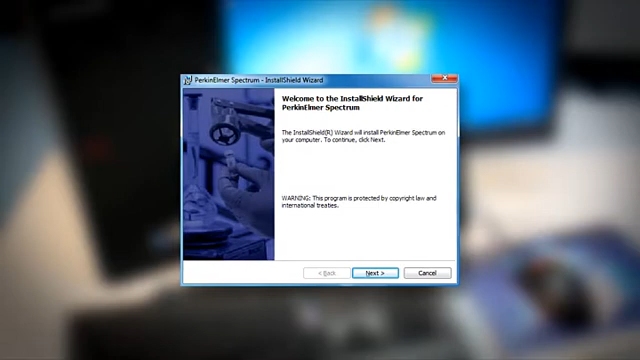 PerkinElmer Spectrum - InstallShield Wizard
Welcome to the InstallShield Wizard for
PerkinElmer Spectrum
The InstallShield(R) Wizard will install PerkinElmer Spectrum on
your computer. To continue, click Next.
WARNING: This program is protected by copyright law and
international treaties.
< Back
Next >
Cancel